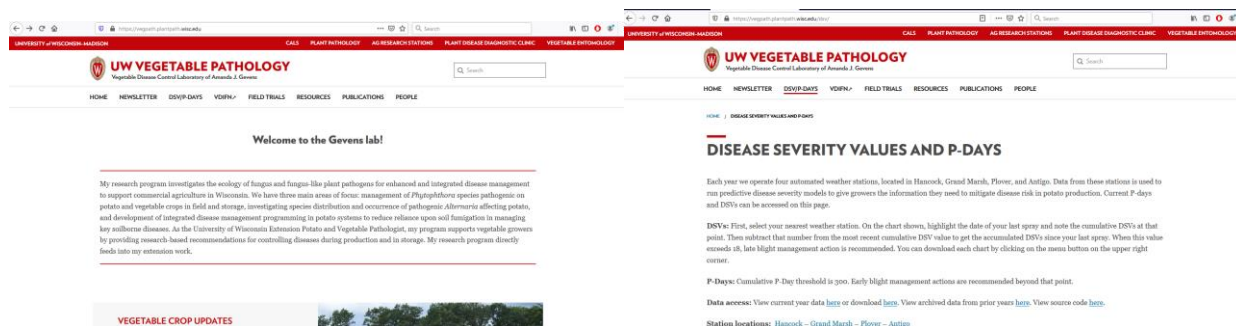 https://vegpath.plantpath.wisc.edu
Search
UNIVERSITY of WISCONSIN-MADISON
CALS PLANT PATHOLOGY AG RESEARCH STATIONS PLANT DISEASE DIAGNOSTIC CLINIC VEGETABLE ENTOMOLOGY
UW VEGETABLE PATHOLOGY
Vegetable Disease Control Laboratory of Amanda J. Gevens
Search
HOME NEWSLETTER DSV/P-DAYS VDIFN FIELD TRIALS RESOURCES PUBLICATIONS PEOPLE
Welcome to the Gevens lab!
My research program investigates the ecology of fungus and fungus-like plant pathogens for enhanced and integrated disease management
to support commercial agriculture in Wisconsin. We have three main areas of focus: management of Phytophthora species pathogenic on
potato and vegetable crops in field and storage, investigating species distribution and occurrence of pathogenic Alternaria affecting potato,
and development of integrated disease management programming in potato systems to reduce reliance upon soil fumigation in managing
key soilborne diseases. As the University of Wisconsin Extension Potato and Vegetable Pathologist, my program supports vegetable growers
by providing research-based recommendations for controlling diseases during production and in storage. My research program directly
feeds into my extension work.
VEGETABLE CROP UPDATES
https://vegpath.plantpath.wisc.edu/dsv/
Search
UNIVERSITY of WISCONSIN-MADISON
CALS PLANT PATHOLOGY AG RESEARCH STATIONS PLANT DISEASE DIAGNOSTIC CLINIC VEGETABLE ENTOMOLOGY
UW VEGETABLE PATHOLOGY
Vegetable Disease Control Laboratory of Amanda J. Gevens
Search
HOME NEWSLETTER DSV/P-DAYS VDIFN FIELD TRIALS RESOURCES PUBLICATIONS PEOPLE
HOME / DISEASE SEVERITY VALUES AND P-DAYS
DISEASE SEVERITY VALUES AND P-DAYS
Each year we operate four automated weather stations, located in Hancock, Grand Marsh, Plover, and Antigo. Data from these stations is used to
run predictive disease severity models to give growers the information they need to mitigate disease risk in potato production. Current P-days
and DSVs can be accessed on this page.
DSVs: First, select your nearest weather station. On the chart shown, highlight the date of your last spray and note the cumulative DSVs at that
point. Then subtract that number from the most recent cumulative DSV value to get the accumulated DSVs since your last spray. When this value
exceeds 18, late blight management action is recommended. You can download each chart by clicking on the menu button on the upper right
corner.
P-Days: Cumulative P-Day threshold is 300. Early blight management actions are recommended beyond that point.
Data access: View current year data here or download here. View archived data from prior years here. View source code here.
Station locations: Hancock – Grand Marsh – Plover – Antigo